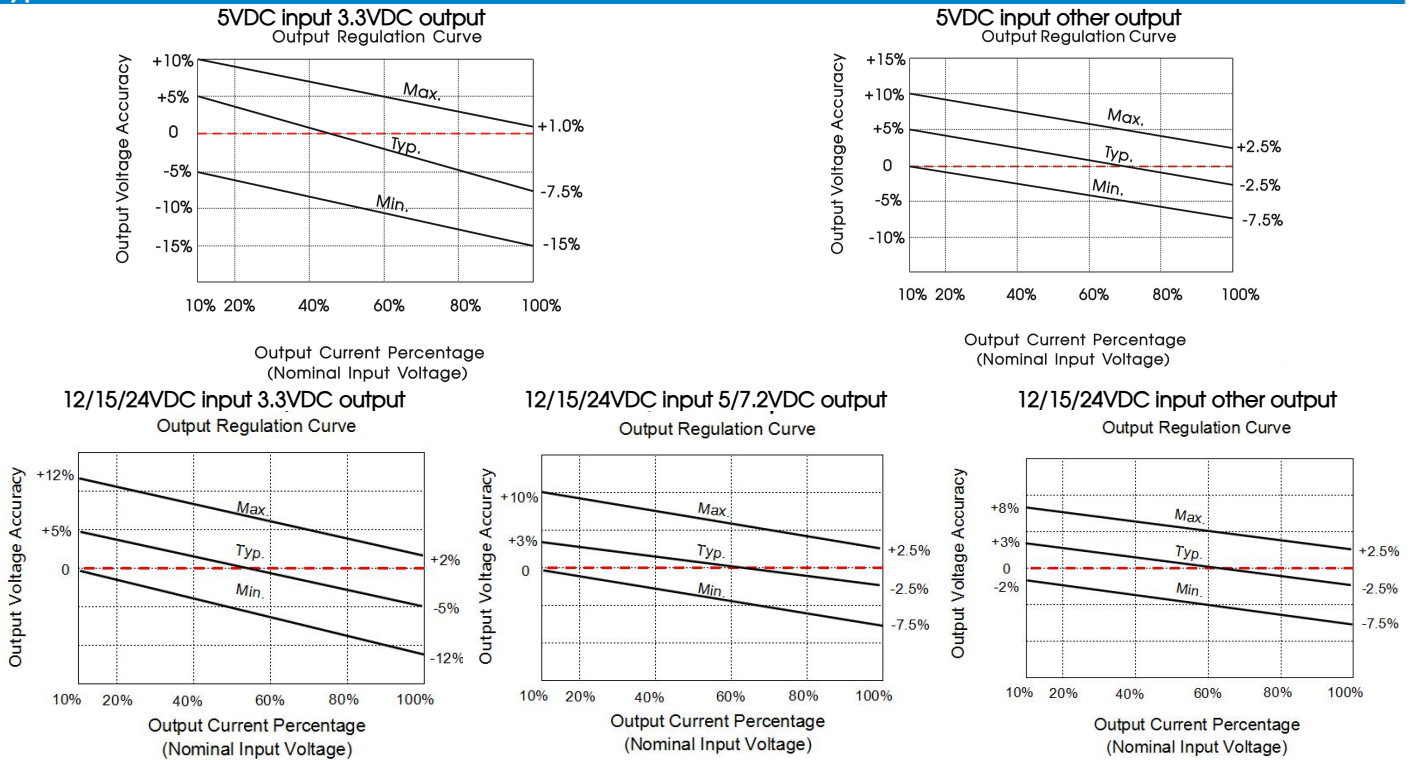 5VDC input 3.3VDC output
Output Regulation Curve
Output Voltage Accuracy
+10%
+5%
0
-5%
-10%
-15%
Max.
Typ.
Min.
+1.0%
-7.5%
-15%
10% 20% 40% 60% 80% 100%
Output Current Percentage
(Nominal Input Voltage)
5VDC input other output
Output Regulation Curve
Output Voltage Accuracy
+15%
+10%
+5%
0
-5%
-10%
Max.
Typ.
Min.
+2.5%
-2.5%
-7.5%
10% 20% 40% 60% 80% 100%
Output Current Percentage
(Nominal Input Voltage)
12/15/24VDC input 3.3VDC output
Output Regulation Curve
Output Voltage Accuracy
+12%
+5%
0
Max.
Typ.
Min.
+2%
-5%
-12%
10% 20% 40% 60% 80% 100%
Output Current Percentage
(Nominal Input Voltage)
12/15/24VDC input 5/7.2VDC output
Output Regulation Curve
Output Voltage Accuracy
+10%
+3%
0
Max.
Typ.
Min.
+2.5%
-2.5%
-7.5%
10% 20% 40% 60% 80% 100%
Output Current Percentage
(Nominal Input Voltage)
12/15/24VDC input other output
Output Regulation Curve
Output Voltage Accuracy
+8%
+3%
0
-2%
Max.
Typ.
Min.
+2.5%
-2.5%
-7.5%
10% 20% 40% 60% 80% 100%
Output Current Percentage
(Nominal Input Voltage)